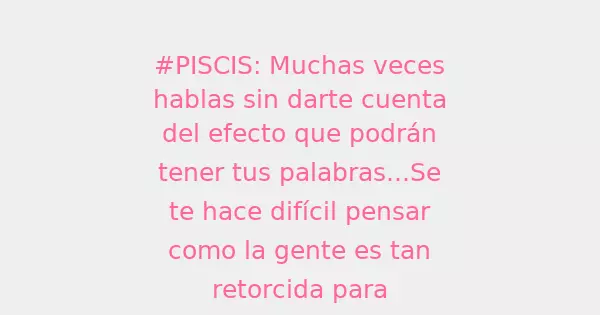 #PISCIS: Muchas veces
hablas sin darte cuenta
del efecto que podrán
tener tus palabras...Se
te hace difícil pensar
como la gente es tan
retorcida para